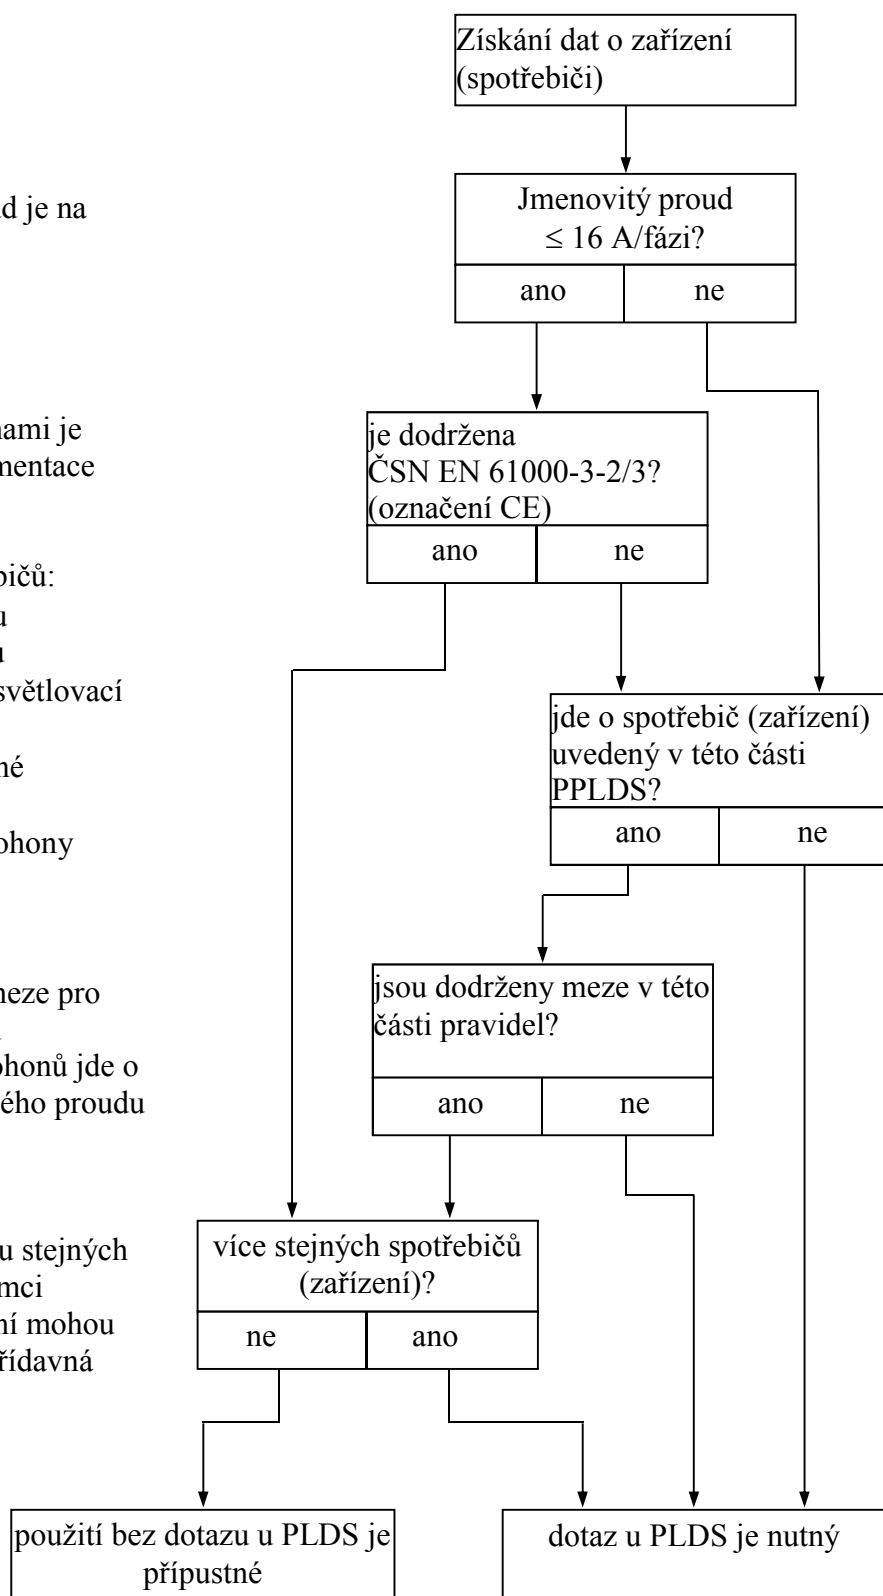 Získání dat o zařízení
(spotřebiči)
d je na
Jmenovitý proud
≤ 16 A/fázi?
ano
ne
nami je
mentace
je dodržena
ČSN EN 61000-3-2/3?
(označení CE)
ano
ne
bičů:
u
u
světlovací
né
ohony
jde o spotřebič (zařízení)
uvedený v této části
PPLDS?
ano
ne
meze pro
ohonů jde o
ého proudu
jsou dodrženy meze v této
části pravidel?
ano
ne
u stejných
mci
ní mohou
řídavná
více stejných spotřebičů
(zařízení)?
ne
ano
použití bez dotazu u PLDS je
přípustné
dotaz u PLDS je nutný